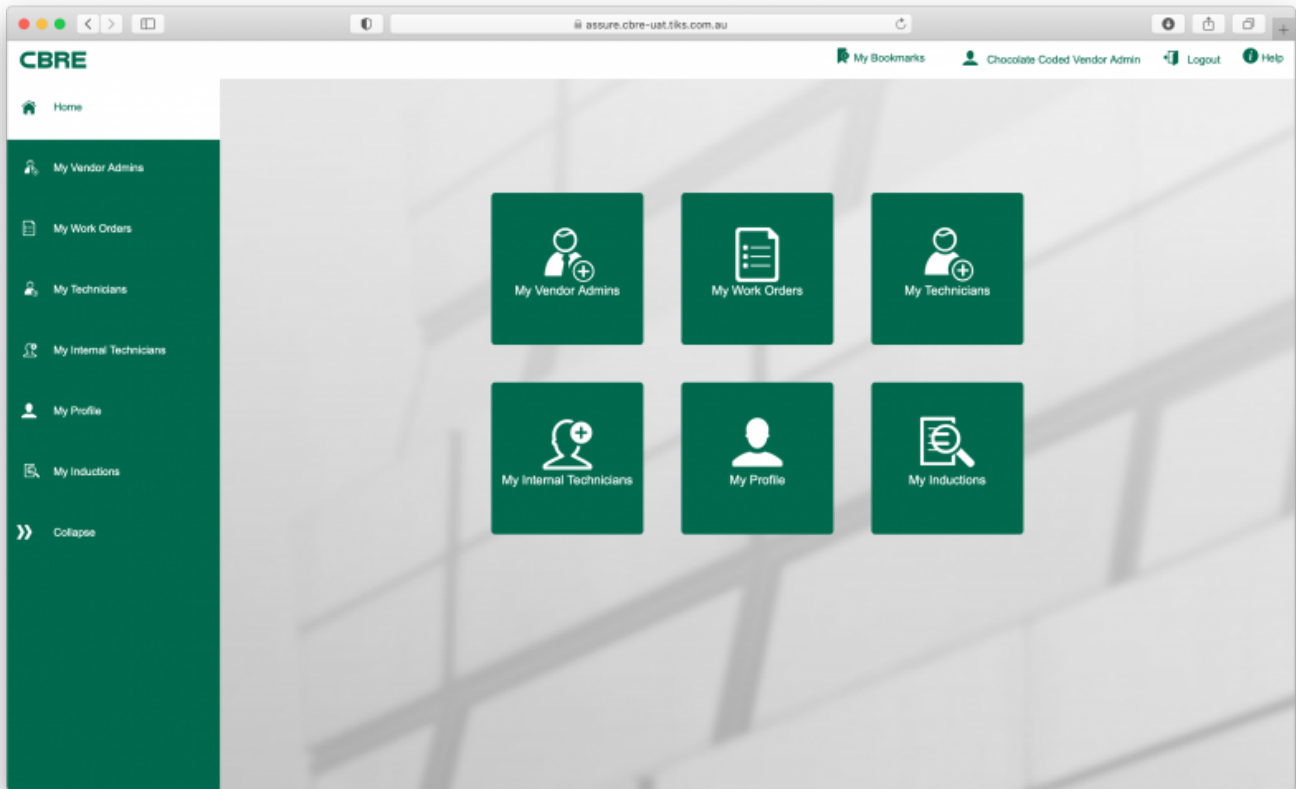 assure.cbre-uat.tiks.com.au
CBRE
My Bookmarks
Chocolate Coded Vendor Admin
Logout
Help
Home
My Vendor Admins
My Work Orders
My Technicians
My Internal Technicians
My Profile
My Inductions
Collapse
My Vendor Admins
My Work Orders
My Technicians
My Internal Technicians
My Profile
My Inductions